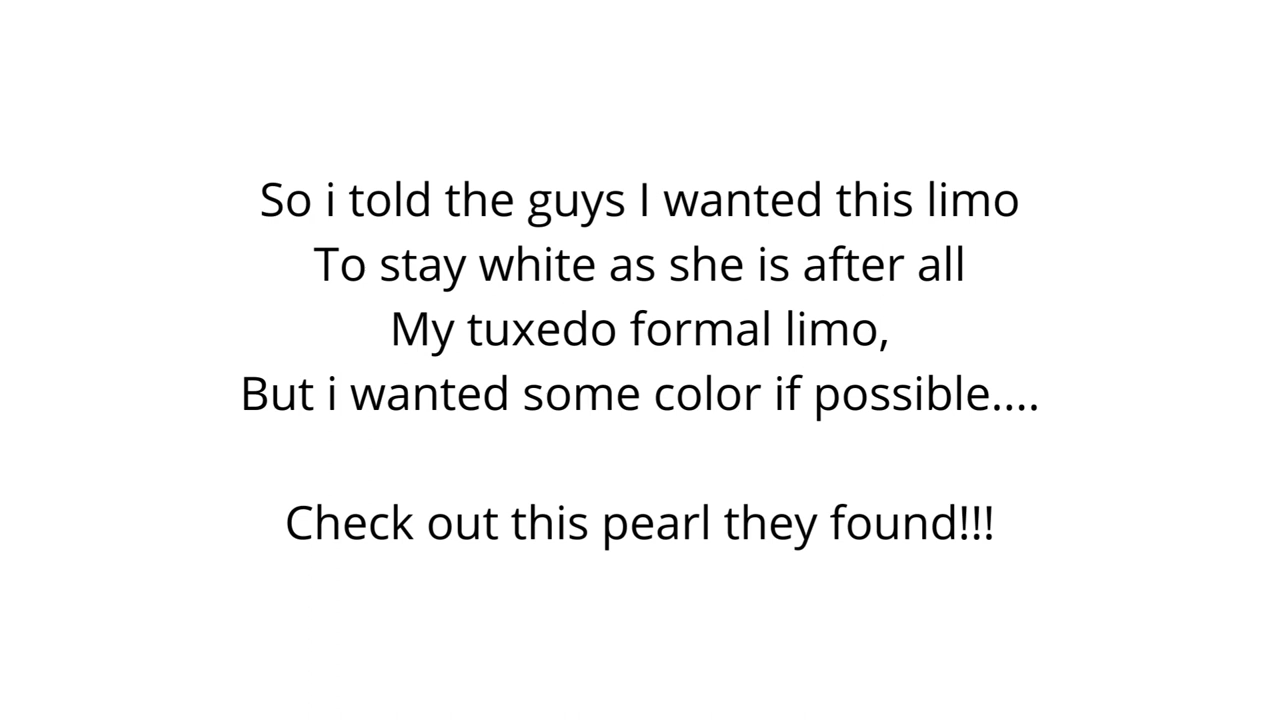 So i told the guys I wanted this limo
To stay white as she is after all
My tuxedo formal limo,
But i wanted some color if possible....
Check out this pearl they found!!!